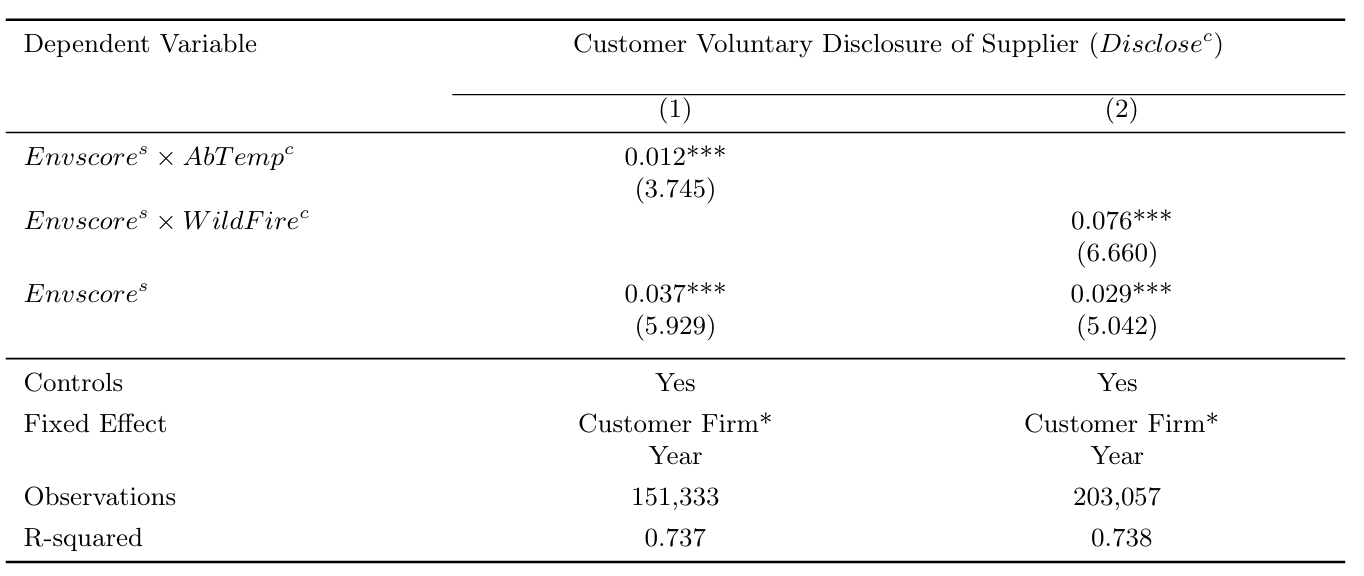 Dependent Variable Customer Voluntary Disclosure of Supplier (Disclose^c)
(1) (2)
Envscore^s × AbTemp^c 0.012***
(3.745)
Envscore^s × WildFire^c 0.076***
(6.660)
Envscore^s 0.037*** 0.029***
(5.929) (5.042)
Controls Yes Yes
Fixed Effect Customer Firm* Customer Firm*
Year Year
Observations 151,333 203,057
R-squared 0.737 0.738